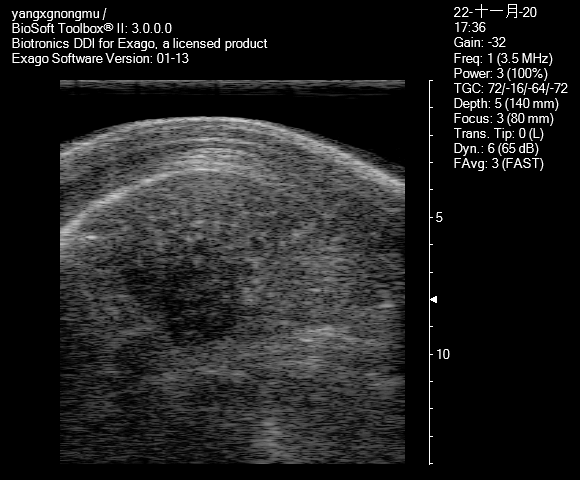 yangxgnongmu /
BioSoft Toolbox® II: 3.0.0.0
Biotronics DDI for Exago, a licensed product
Exago Software Version: 01-13
22-十一月-20
17:36
Gain: -32
Freq: 1 (3.5 MHz)
Power: 3 (100%)
TGC: 72/-16/-64/-72
Depth: 5 (140 mm)
Focus: 3 (80 mm)
Trans. Tip: 0 (L)
Dyn.: 6 (65 dB)
FAvg: 3 (FAST)
5
10